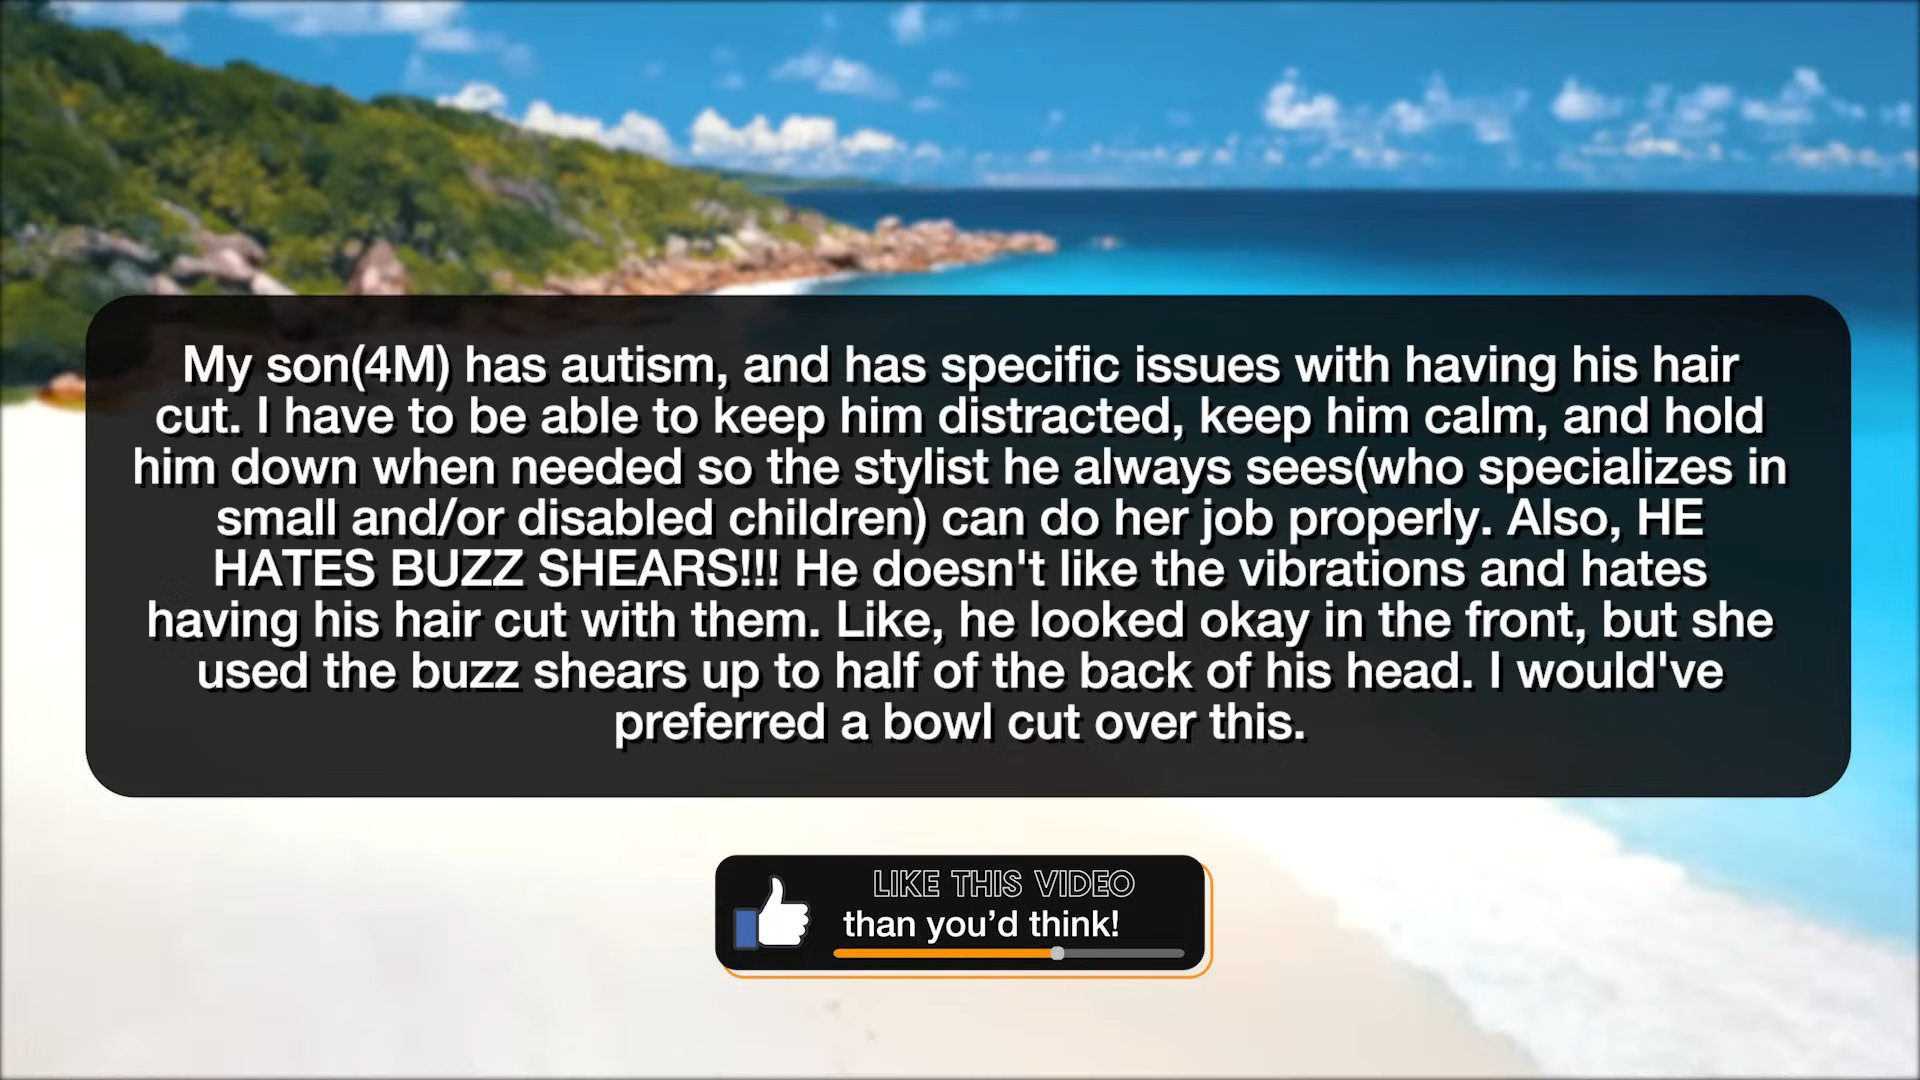 My son(4M) has autism, and has specific issues with having his hair
cut. I have to be able to keep him distracted, keep him calm, and hold
him down when needed so the stylist he always sees(who specializes in
small and/or disabled children) can do her job properly. Also, HE
HATES BUZZ SHEARS!!! He doesn't like the vibrations and hates
having his hair cut with them. Like, he looked okay in the front, but she
used the buzz shears up to half of the back of his head. I would've
preferred a bowl cut over this.
LIKE THIS VIDEO
than you’d think!